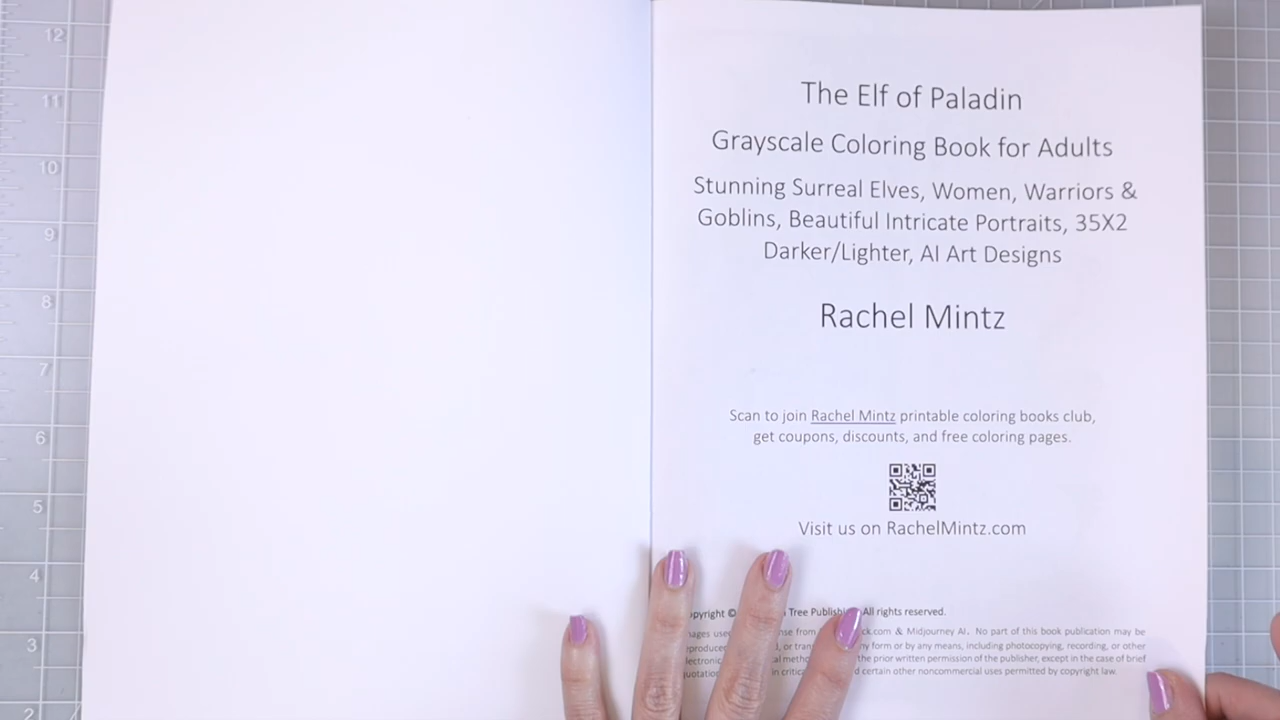 The Elf of Paladin
Grayscale Coloring Book for Adults
Stunning Surreal Elves, Women, Warriors &
Goblins, Beautiful Intricate Portraits, 35X2
Darker/Lighter, AI Art Designs
Rachel Mintz
Scan to join Rachel Mintz printable coloring books club,
get coupons, discounts, and free coloring pages.
Visit us on RachelMintz.com
© Tree All rights reserved.
from & Midjourney AI. No part of this book publication may be
or form or by any means, including photocopying, recording, or other
the prior written permission of the publisher, except in the case of brief
in certain other noncommercial uses permitted by copyright law.
12
11
10
9
8
7
6
5
4
3
2